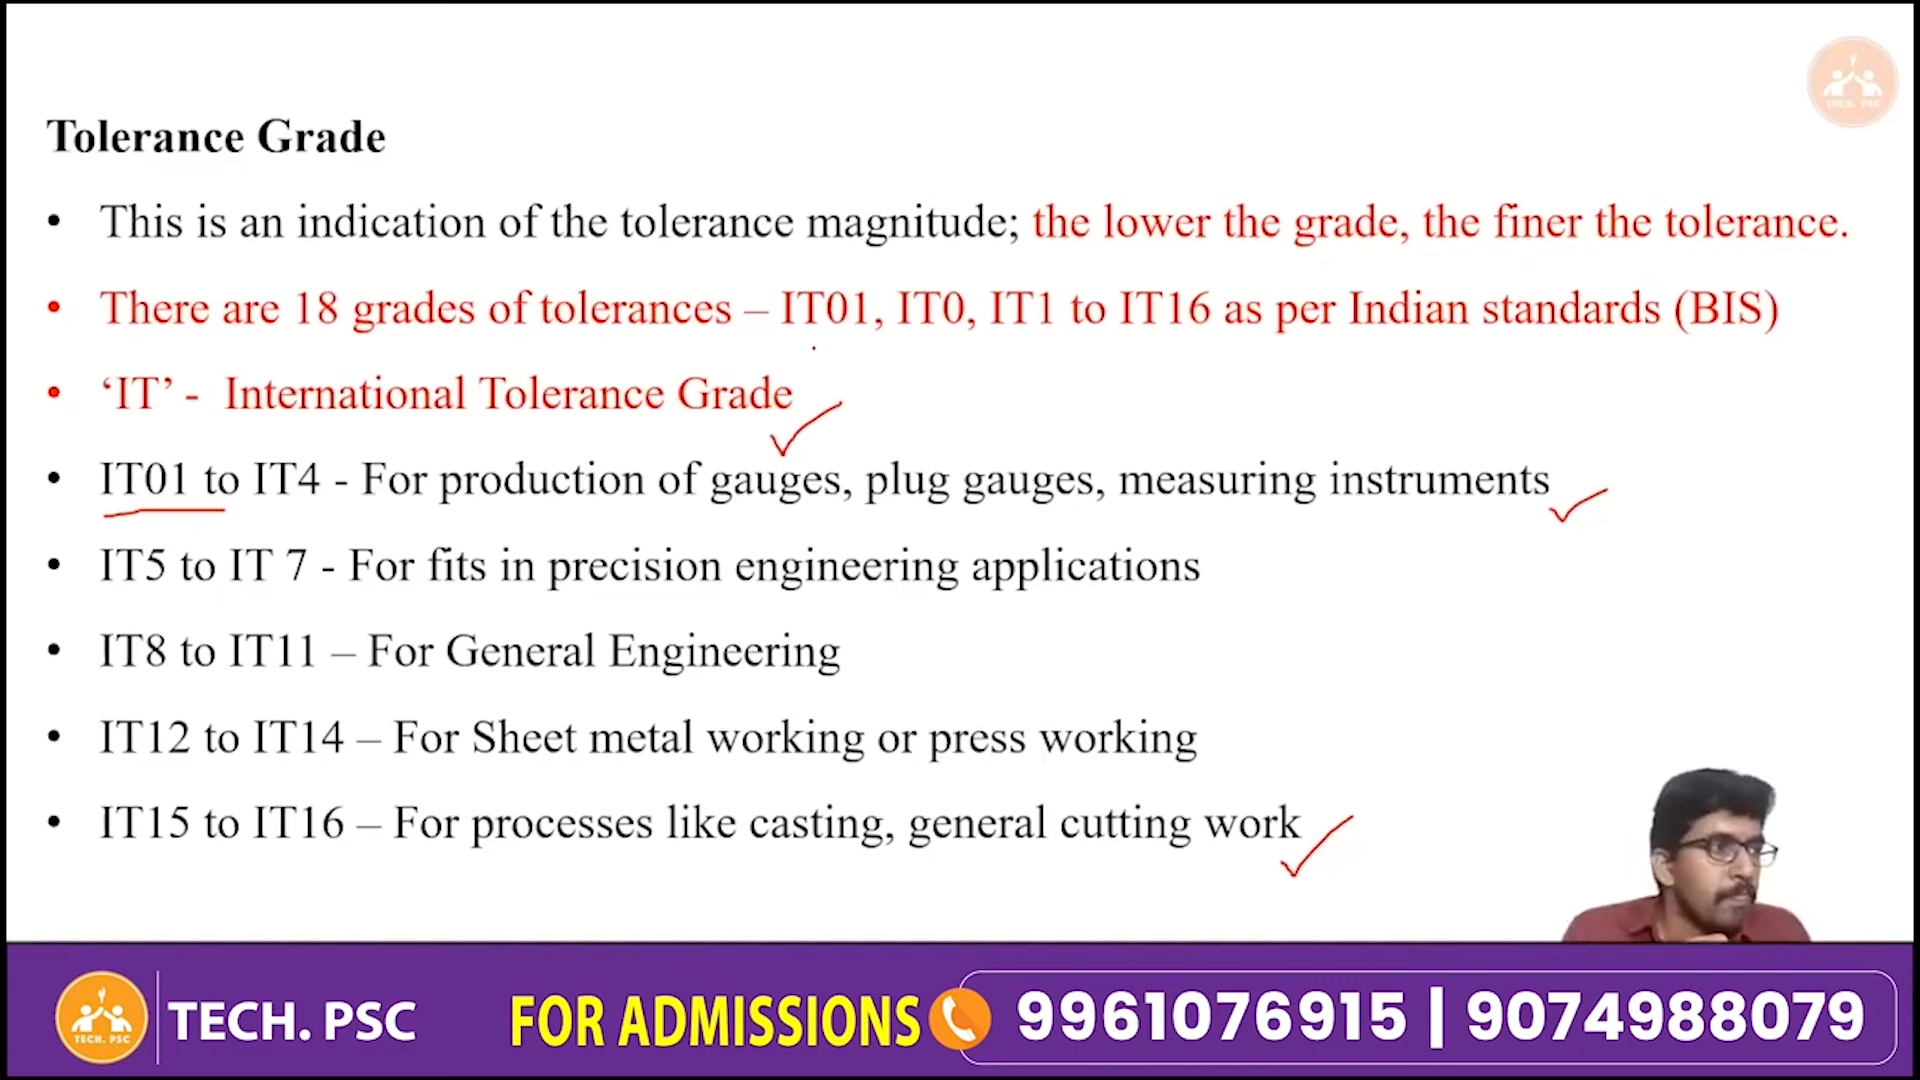 TECH. PSC
Tolerance Grade
• This is an indication of the tolerance magnitude; the lower the grade, the finer the tolerance.
• There are 18 grades of tolerances – IT01, IT0, IT1 to IT16 as per Indian standards (BIS)
• ‘IT’ - International Tolerance Grade
• IT01 to IT4 - For production of gauges, plug gauges, measuring instruments
• IT5 to IT 7 - For fits in precision engineering applications
• IT8 to IT11 – For General Engineering
• IT12 to IT14 – For Sheet metal working or press working
• IT15 to IT16 – For processes like casting, general cutting work
TECH. PSC
TECH. PSC FOR ADMISSIONS 9961076915 | 9074988079